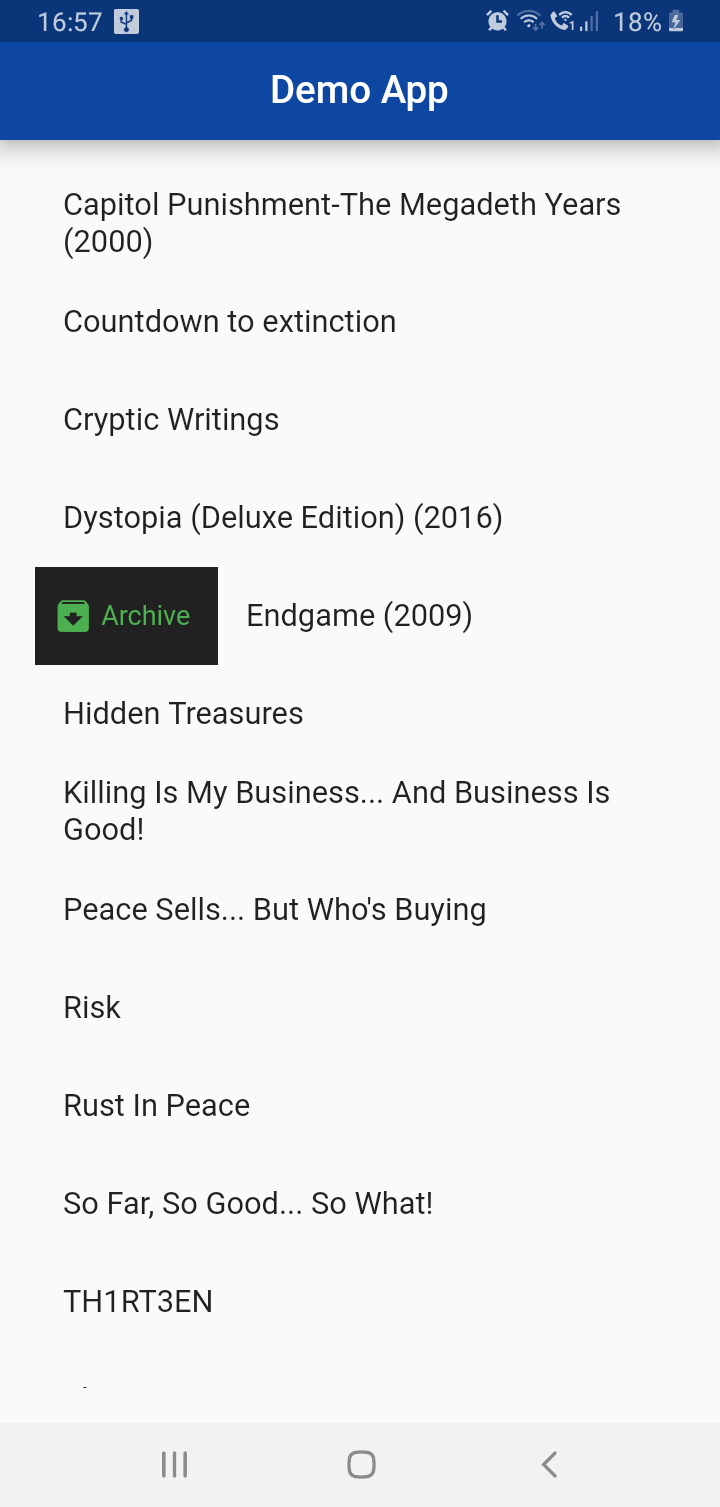 16:57
1
18%
Demo App
Capitol Punishment-The Megadeth Years
(2000)
Countdown to extinction
Cryptic Writings
Dystopia (Deluxe Edition) (2016)
Archive
Endgame (2009)
Hidden Treasures
Killing Is My Business... And Business Is
Good!
Peace Sells... But Who's Buying
Risk
Rust In Peace
So Far, So Good... So What!
TH1RT3EN